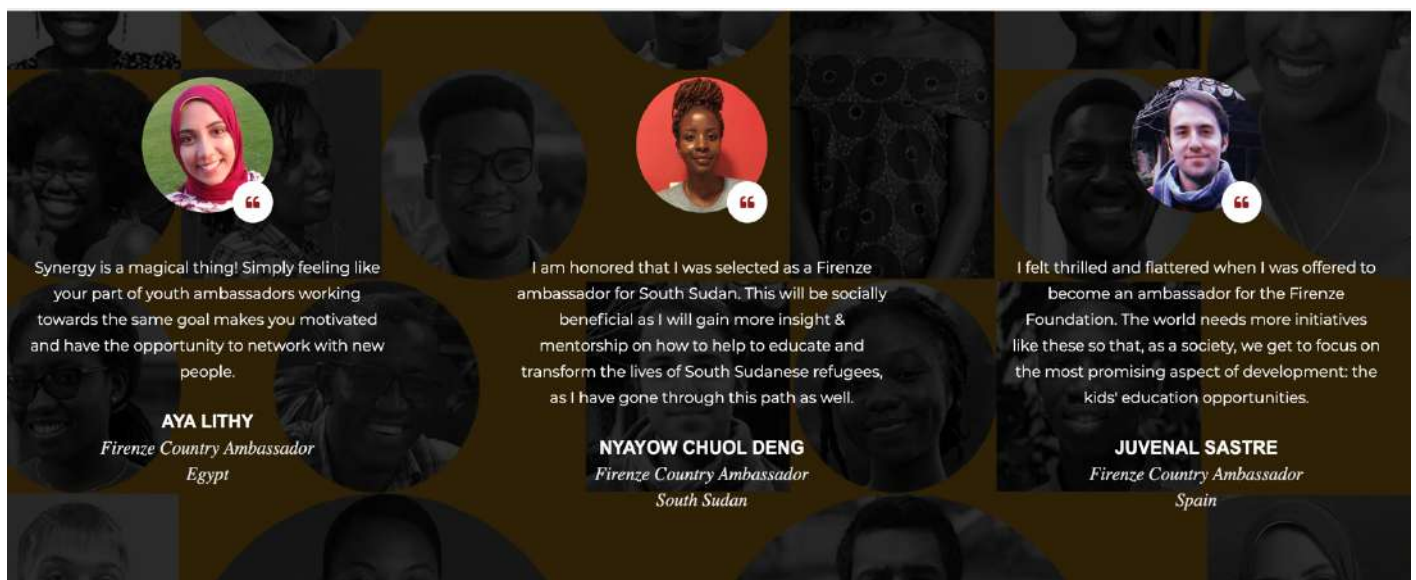 Synergy is a magical thing! Simply feeling like
your part of youth ambassadors working
towards the same goal makes you motivated
and have the opportunity to network with new
people.
AYA LITHY
Firenze Country Ambassador
Egypt
I am honored that I was selected as a Firenze
ambassador for South Sudan. This will be socially
beneficial as I will gain more insight &
mentorship on how to help to educate and
transform the lives of South Sudanese refugees,
as I have gone through this path as well.
NYAYOW CHUOL DENG
Firenze Country Ambassador
South Sudan
I felt thrilled and flattered when I was offered to
become an ambassador for the Firenze
Foundation. The world needs more initiatives
like these so that, as a society, we get to focus on
the most promising aspect of development: the
kids' education opportunities.
JUVENAL SASTRE
Firenze Country Ambassador
Spain